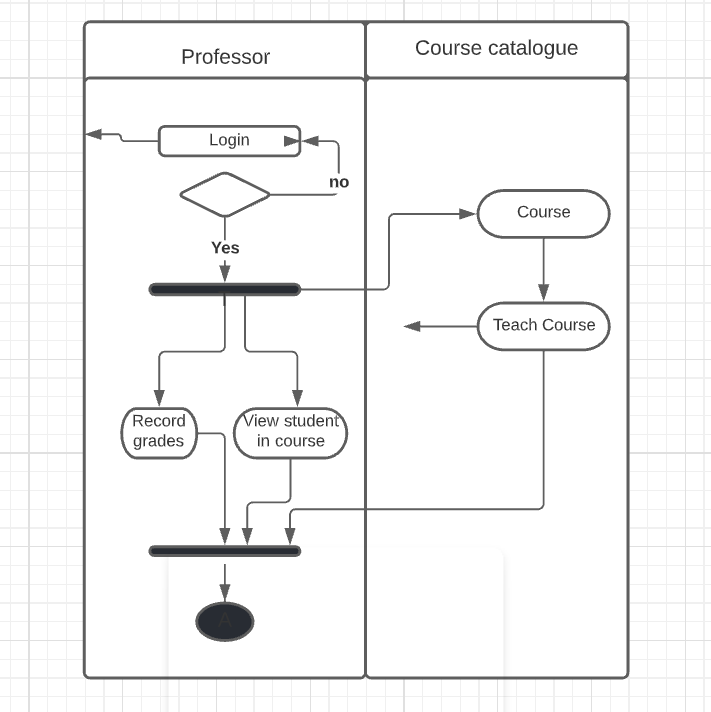 Professor
Course catalogue
Login
no
Course
Yes
Teach Course
Record
grades
View student
in course
A